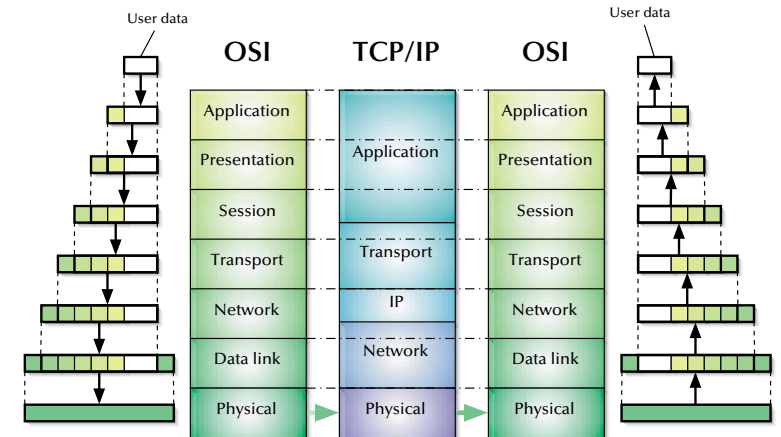 User data
User data
OSI
TCP/IP
OSI
Application
Presentation
Session
Transport
Network
Data link
Physical
Application
Transport
IP
Network
Physical
Application
Presentation
Session
Transport
Network
Data link
Physical